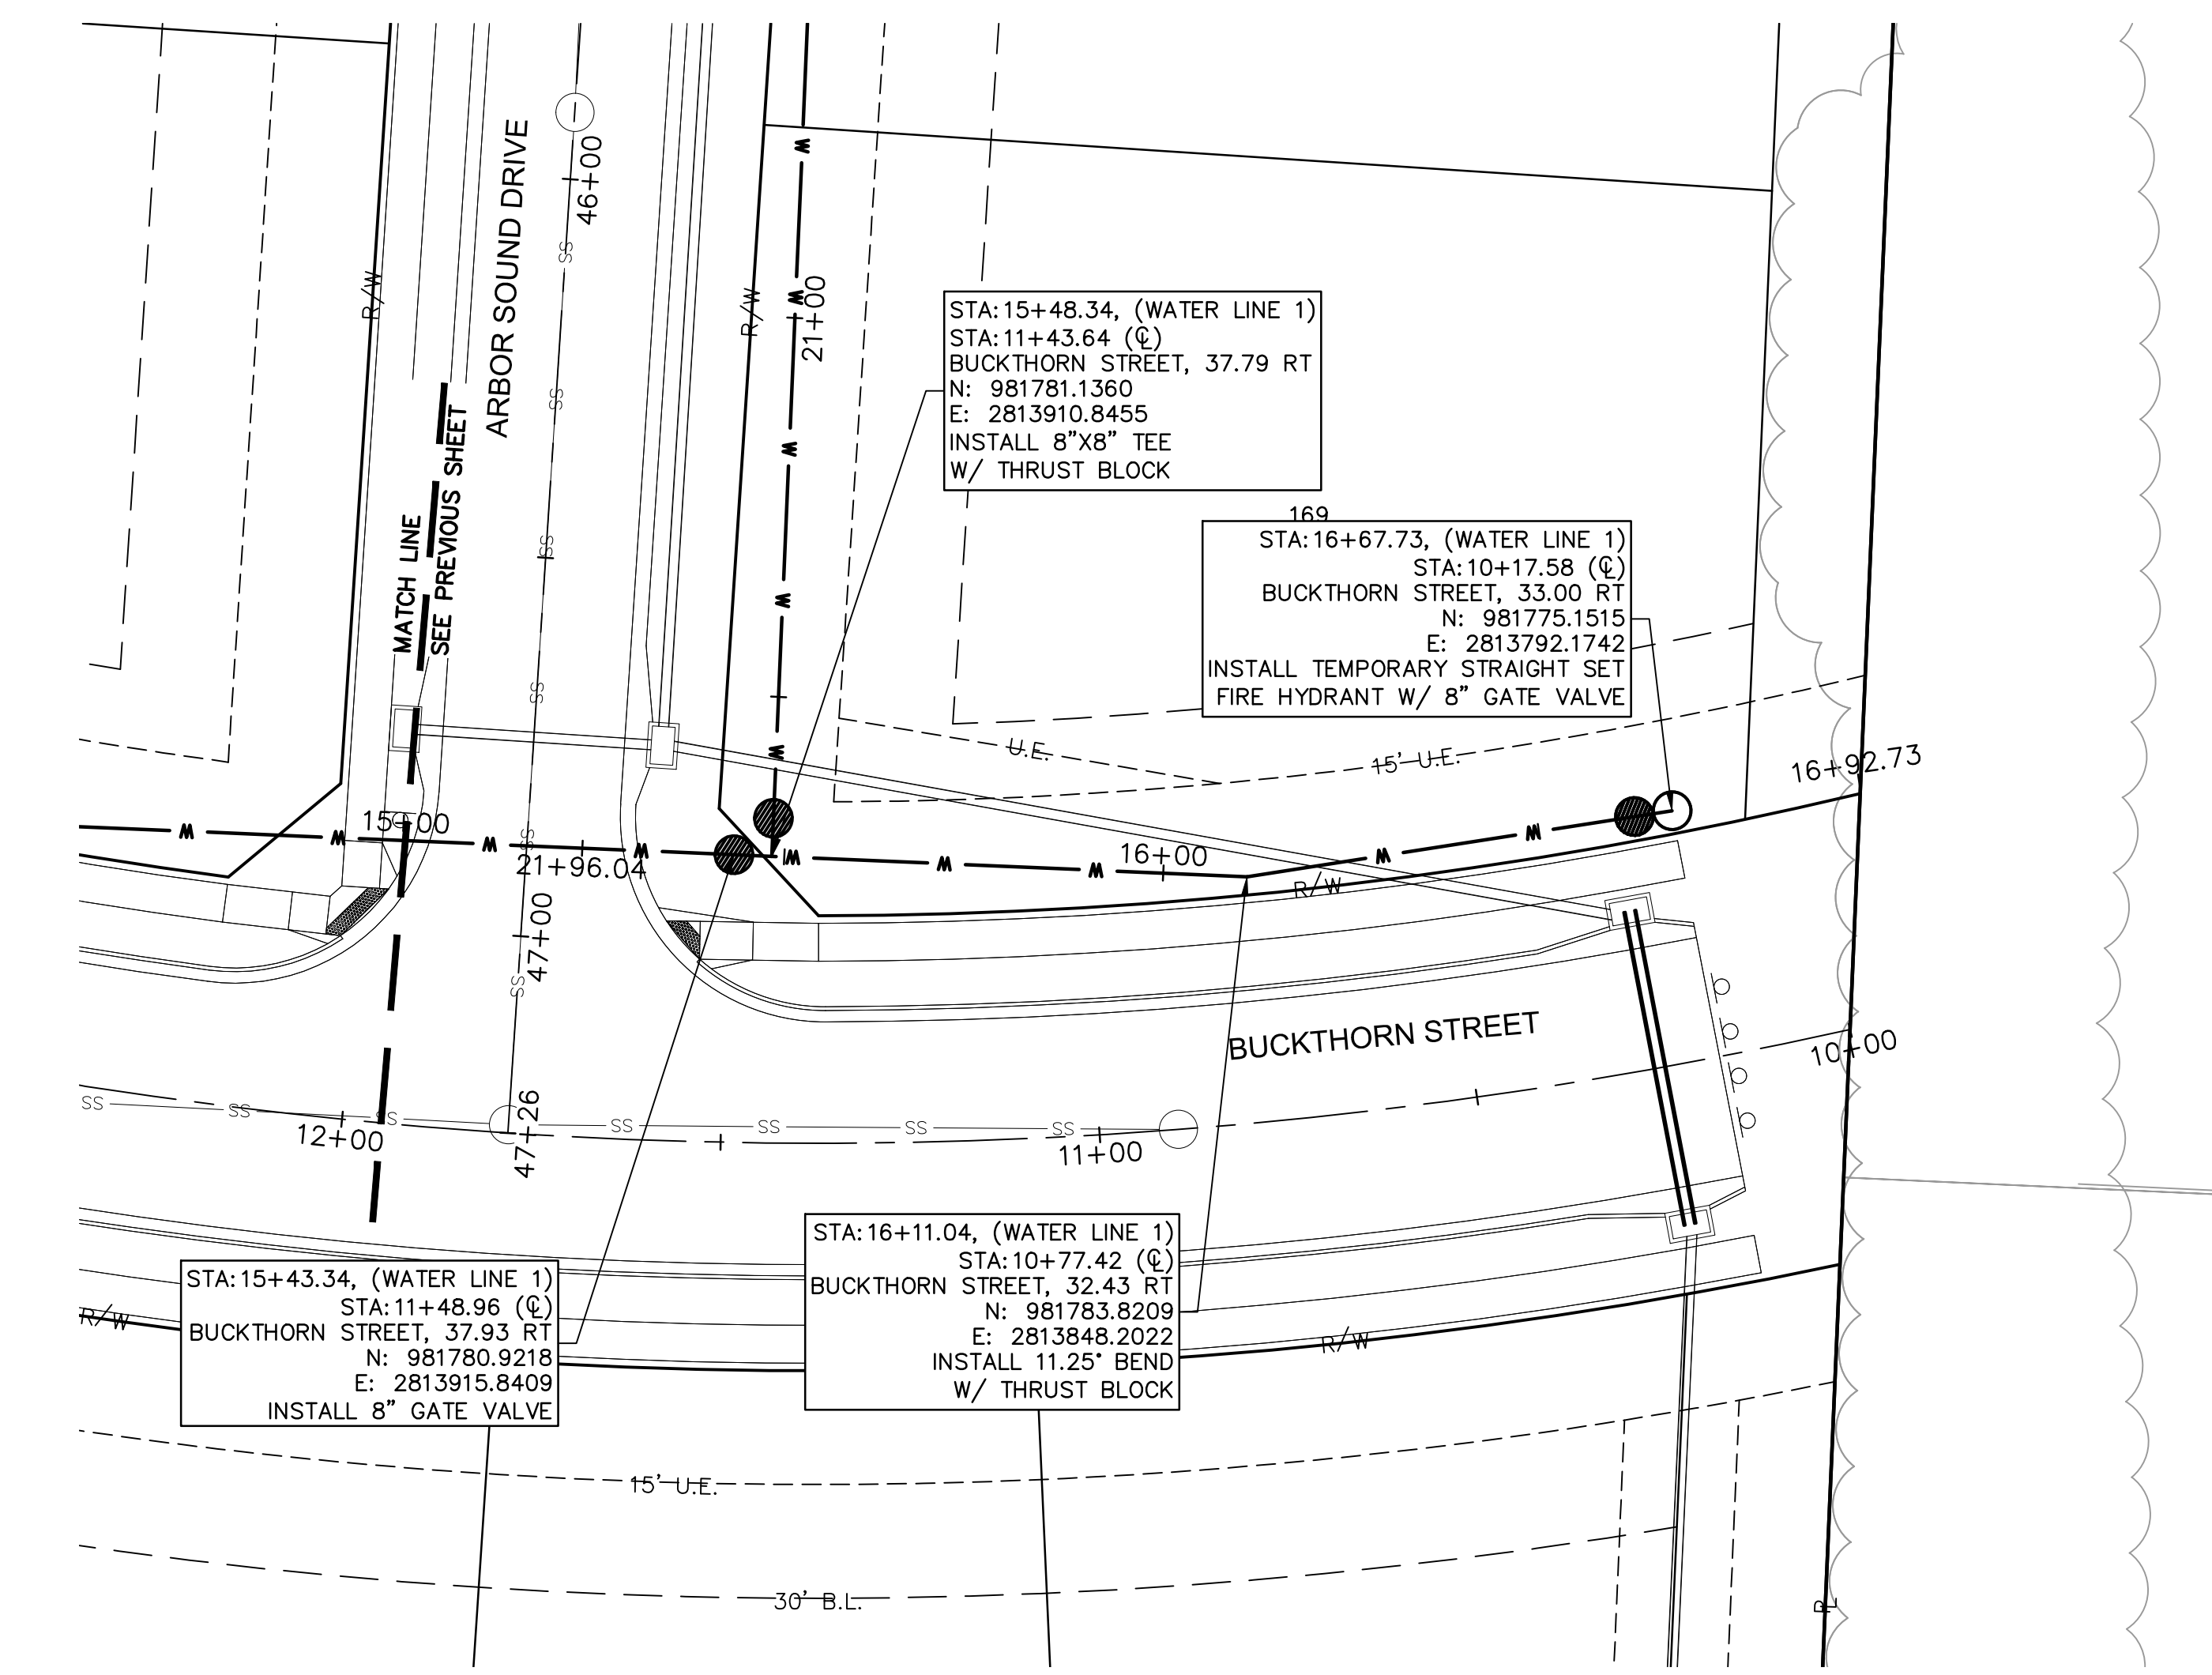 46+00
ARBOR SOUND DRIVE
SS
R/W
R/W
W
W
21+00
STA:15+48.34, (WATER LINE 1)
STA:11+43.64 (℄)
BUCKTHORN STREET, 37.79 RT
N: 981781.1360
E: 2813910.8455
INSTALL 8"X8" TEE
W/ THRUST BLOCK
SS
W
MATCH LINE
SEE PREVIOUS SHEET
SS
W
169
STA:16+67.73, (WATER LINE 1)
STA:10+17.58 (℄)
BUCKTHORN STREET, 33.00 RT
N: 981775.1515
E: 2813792.1742
INSTALL TEMPORARY STRAIGHT SET
FIRE HYDRANT W/ 8" GATE VALVE
SS
W
U.E.
15' U.E.
16+92.73
W
W
15+00
SS
W
21+96.04
W
W
W
W
16+00
W
W
R/W
47+00
SS
BUCKTHORN STREET
10+00
SS
SS
12+00
SS
47+26
SS
SS
SS
SS
11+00
STA:16+11.04, (WATER LINE 1)
STA:10+77.42 (℄)
BUCKTHORN STREET, 32.43 RT
N: 981783.8209
E: 2813848.2022
INSTALL 11.25° BEND
W/ THRUST BLOCK
STA:15+43.34, (WATER LINE 1)
STA:11+48.96 (℄)
BUCKTHORN STREET, 37.93 RT
N: 981780.9218
E: 2813915.8409
INSTALL 8" GATE VALVE
R/W
R/W
15' U.E.
30' B.L.
PL